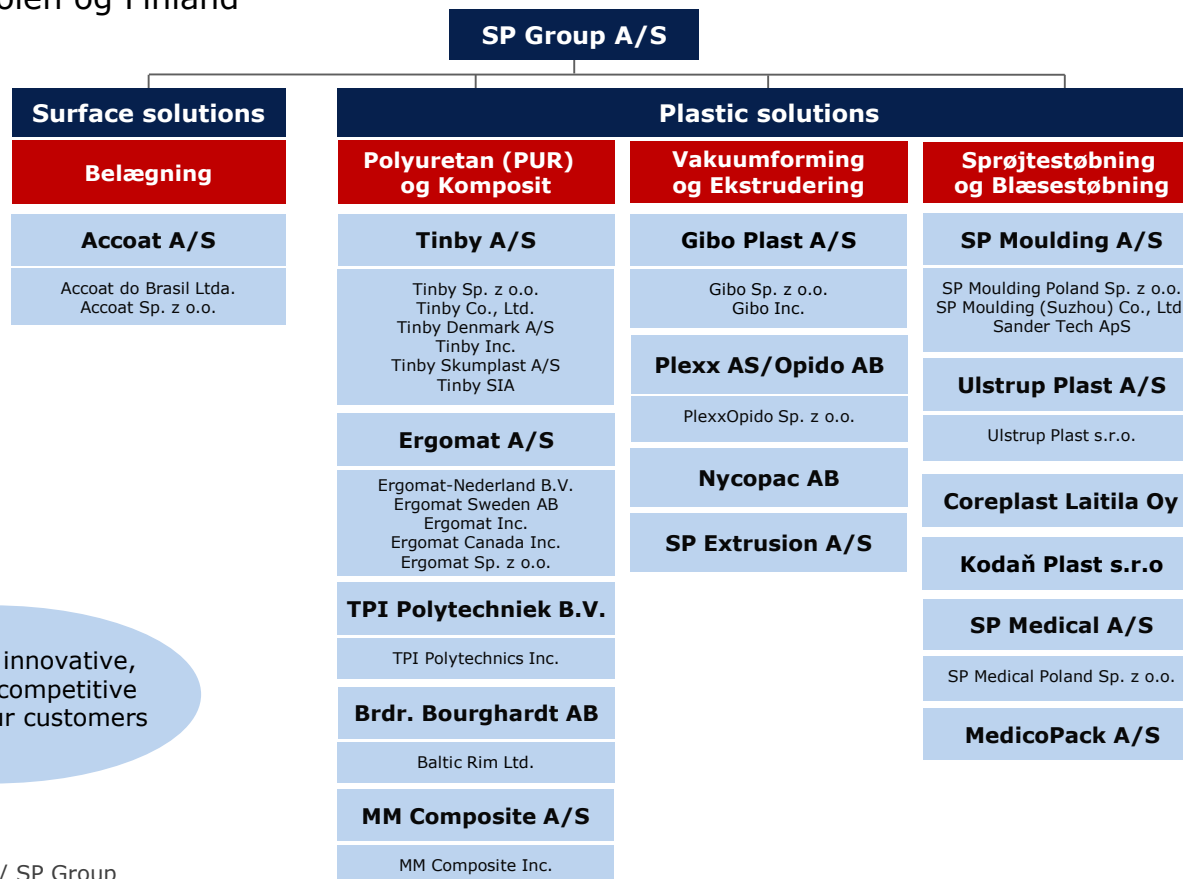 og Finland
SP Group A/S
Surface solutions
Belægning
Accoat A/S
Accoat do Brasil Ltda.
Accoat Sp. z o.o.
Plastic solutions
Polyuretan (PUR)
og Komposit
Tinby A/S
Tinby Sp. z o.o.
Tinby Co., Ltd.
Tinby Denmark A/S
Tinby Inc.
Tinby Skumplast A/S
Tinby SIA
Ergomat A/S
Ergomat-Nederland B.V.
Ergomat Sweden AB
Ergomat Inc.
Ergomat Canada Inc.
Ergomat Sp. z o.o.
TPI Polytechniek B.V.
TPI Polytechnics Inc.
Brdr. Bourghardt AB
Baltic Rim Ltd.
MM Composite A/S
MM Composite Inc.
Vakuumforming
og Ekstrudering
Gibo Plast A/S
Gibo Sp. z o.o.
Gibo Inc.
Plexx AS/Opido AB
PlexxOpido Sp. z o.o.
Nycopac AB
SP Extrusion A/S
Sprøjtestøbning
og Blæsestøbning
SP Moulding A/S
SP Moulding Poland Sp. z o.o.
SP Moulding (Suzhou) Co., Ltd
Sander Tech ApS
Ulstrup Plast A/S
Ulstrup Plast s.r.o.
Coreplast Laitila Oy
Kodaň Plast s.r.o
SP Medical A/S
SP Medical Poland Sp. z o.o.
MedicoPack A/S
innovative,
competitive
customers
/ SP Group